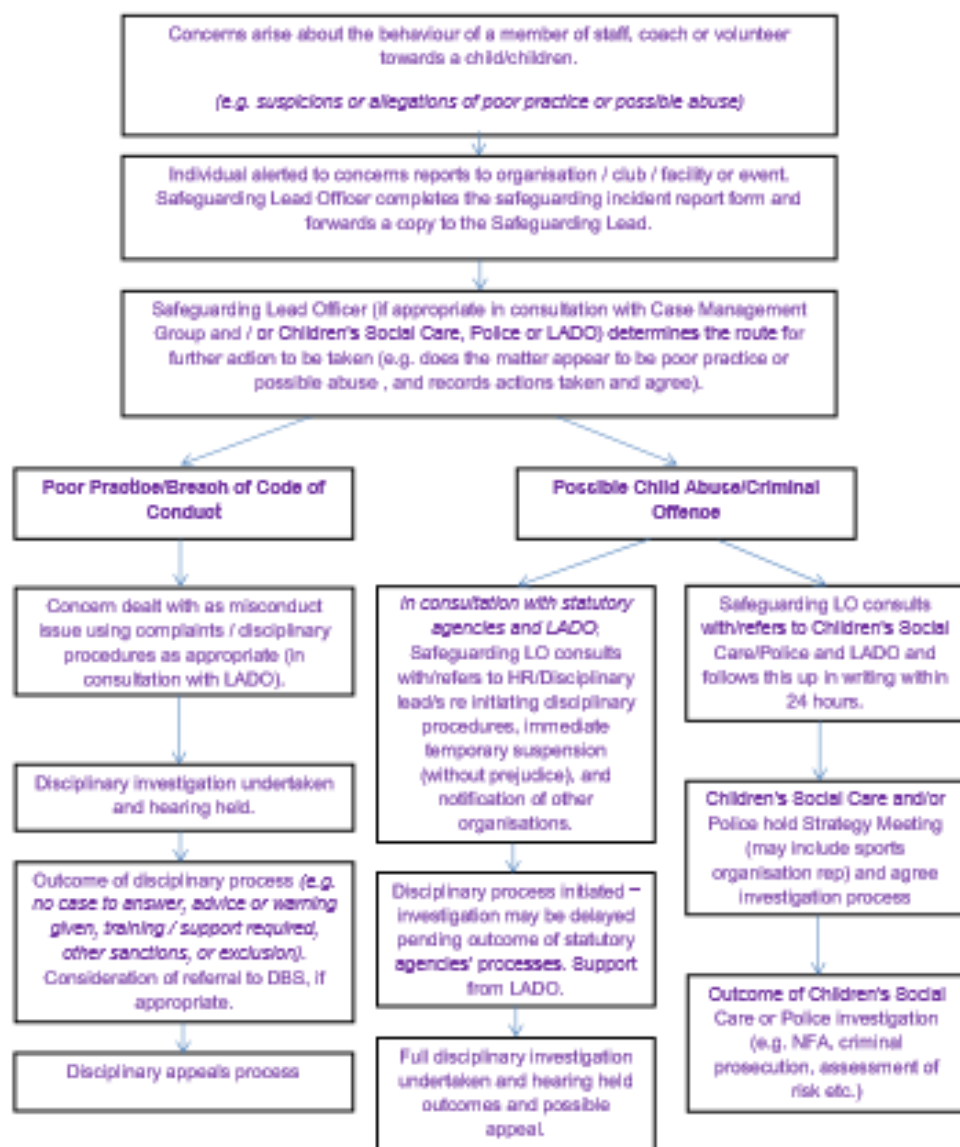 Concerns arise about the behaviour of a member of staff, coach or volunteer
towards a child/children.
(e.g. suspicions or allegations of poor practice or possible abuse)
Individual alerted to concerns reports to organisation / club / facility or event.
Safeguarding Lead Officer completes the safeguarding incident report form and
forwards a copy to the Safeguarding Lead.
Safeguarding Lead Officer (if appropriate in consultation with Case Management
Group and / or Children's Social Care, Police or LADO) determines the route for
further action to be taken (e.g. does the matter appear to be poor practice or
possible abuse , and records actions taken and agree).
Poor Practice/Breach of Code of
Conduct
Possible Child Abuse/Criminal
Offence
Concern dealt with as misconduct
issue using complaints / disciplinary
procedures as appropriate (in
consultation with LADO).
Disciplinary investigation undertaken
and hearing held.
Outcome of disciplinary process (e.g.
no case to answer, advice or warning
given, training / support required,
other sanctions, or exclusion).
Consideration of referral to DBS, if
appropriate.
Disciplinary appeals process
In consultation with statutory
agencies and LADO;
Safeguarding LO consults
with/refers to HR/Disciplinary
lead/s re initiating disciplinary
procedures, immediate
temporary suspension
(without prejudice), and
notification of other
organisations.
Disciplinary process initiated –
investigation may be delayed
pending outcome of statutory
agencies' processes. Support
from LADO.
Full disciplinary investigation
undertaken and hearing held
outcomes and possible
appeal.
Safeguarding LO consults
with/refers to Children's Social
Care/Police and LADO and
follows this up in writing within
24 hours.
Children's Social Care and/or
Police hold Strategy Meeting
(may include sports
organisation rep) and agree
investigation process
Outcome of Children's Social
Care or Police investigation
(e.g. NFA, criminal
prosecution, assessment of
risk etc.)